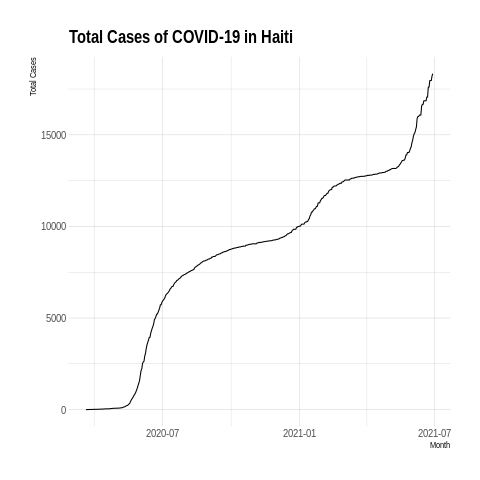 Total Cases of COVID-19 in Haiti
Total Cases
15000
10000
5000
0
2020-07 2021-01 2021-07
Month